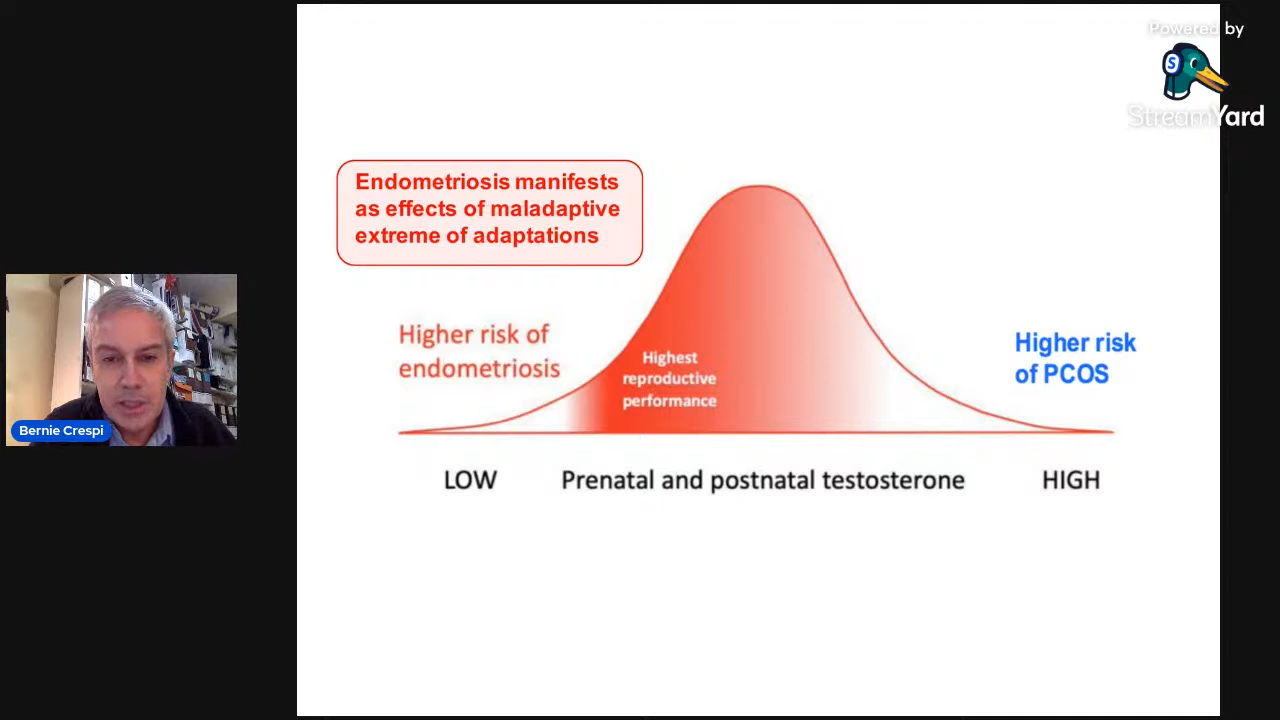 Powered by
StreamYard
Endometriosis manifests
as effects of maladaptive
extreme of adaptations
Higher risk of
endometriosis
Highest
reproductive
performance
Higher risk
of PCOS
Bernie Crespi
LOW
Prenatal and postnatal testosterone
HIGH